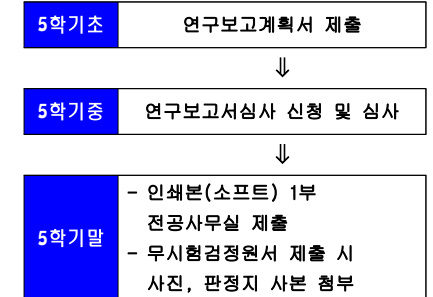 5학기초 연구보고계획서 제출
⇓
5학기중 연구보고서심사 신청 및 심사
⇓
- 인쇄본(소프트) 1부
전공사무실 제출
5학기말
- 무시험검정원서 제출 시
사진, 판정지 사본 첨부